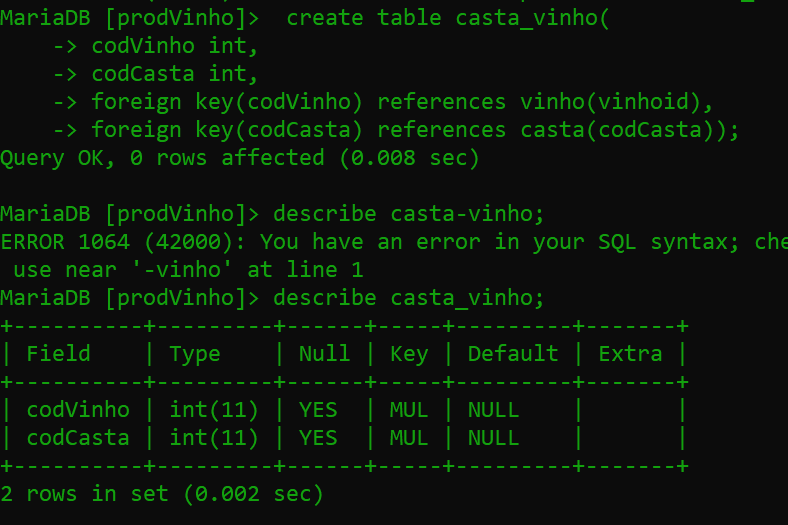 MariaDB [prodVinho]>  create table casta_vinho(
    -> codVinho int,
    -> codCasta int,
    -> foreign key(codVinho) references vinho(vinhoid),
    -> foreign key(codCasta) references casta(codCasta));
Query OK, 0 rows affected (0.008 sec)
MariaDB [prodVinho]> describe casta-vinho;
ERROR 1064 (42000): You have an error in your SQL syntax; che
 use near '-vinho' at line 1
MariaDB [prodVinho]> describe casta_vinho;
+----------+---------+------+-----+---------+-------+
| Field    | Type    | Null | Key | Default | Extra |
+----------+---------+------+-----+---------+-------+
| codVinho | int(11) | YES  | MUL | NULL    |       |
| codCasta | int(11) | YES  | MUL | NULL    |       |
+----------+---------+------+-----+---------+-------+
2 rows in set (0.002 sec)